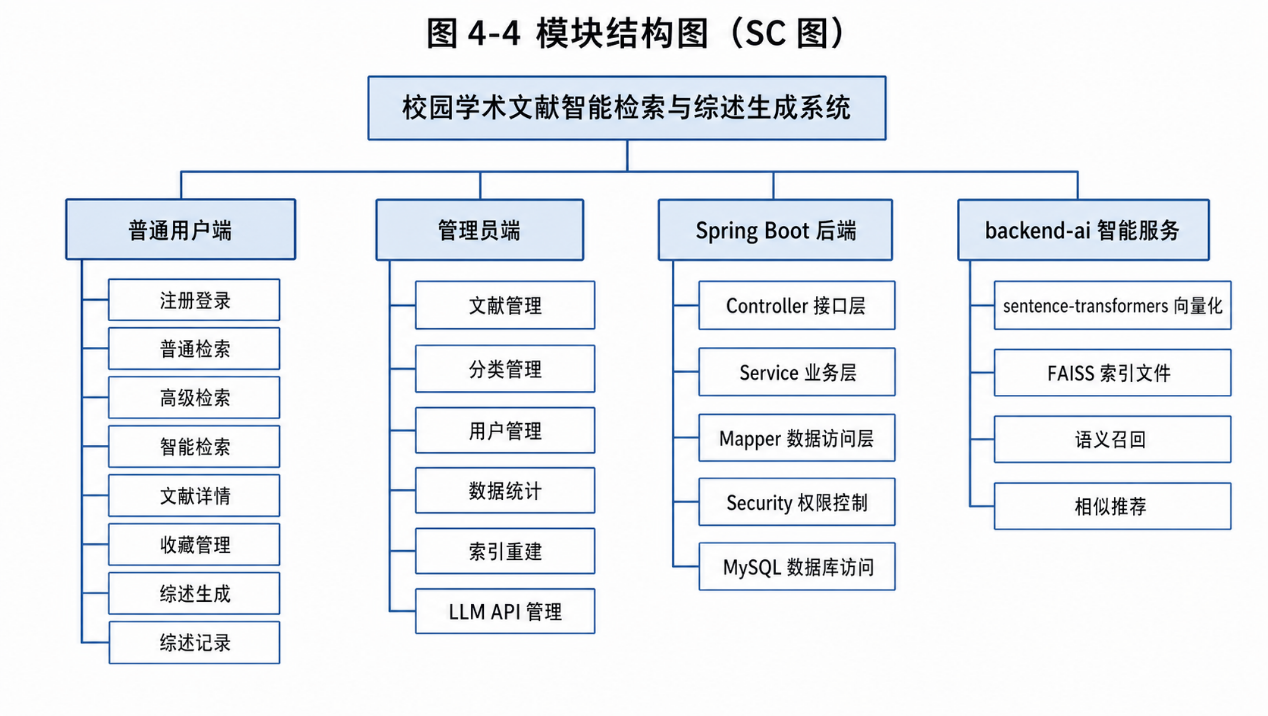 图 4-4 模块结构图（SC 图）
校园学术文献智能检索与综述生成系统
普通用户端
注册登录
普通检索
高级检索
智能检索
文献详情
收藏管理
综述生成
综述记录
管理员端
文献管理
分类管理
用户管理
数据统计
索引重建
LLM API 管理
Spring Boot 后端
Controller 接口层
Service 业务层
Mapper 数据访问层
Security 权限控制
MySQL 数据库访问
backend-ai 智能服务
sentence-transformers 向量化
FAISS 索引文件
语义召回
相似推荐